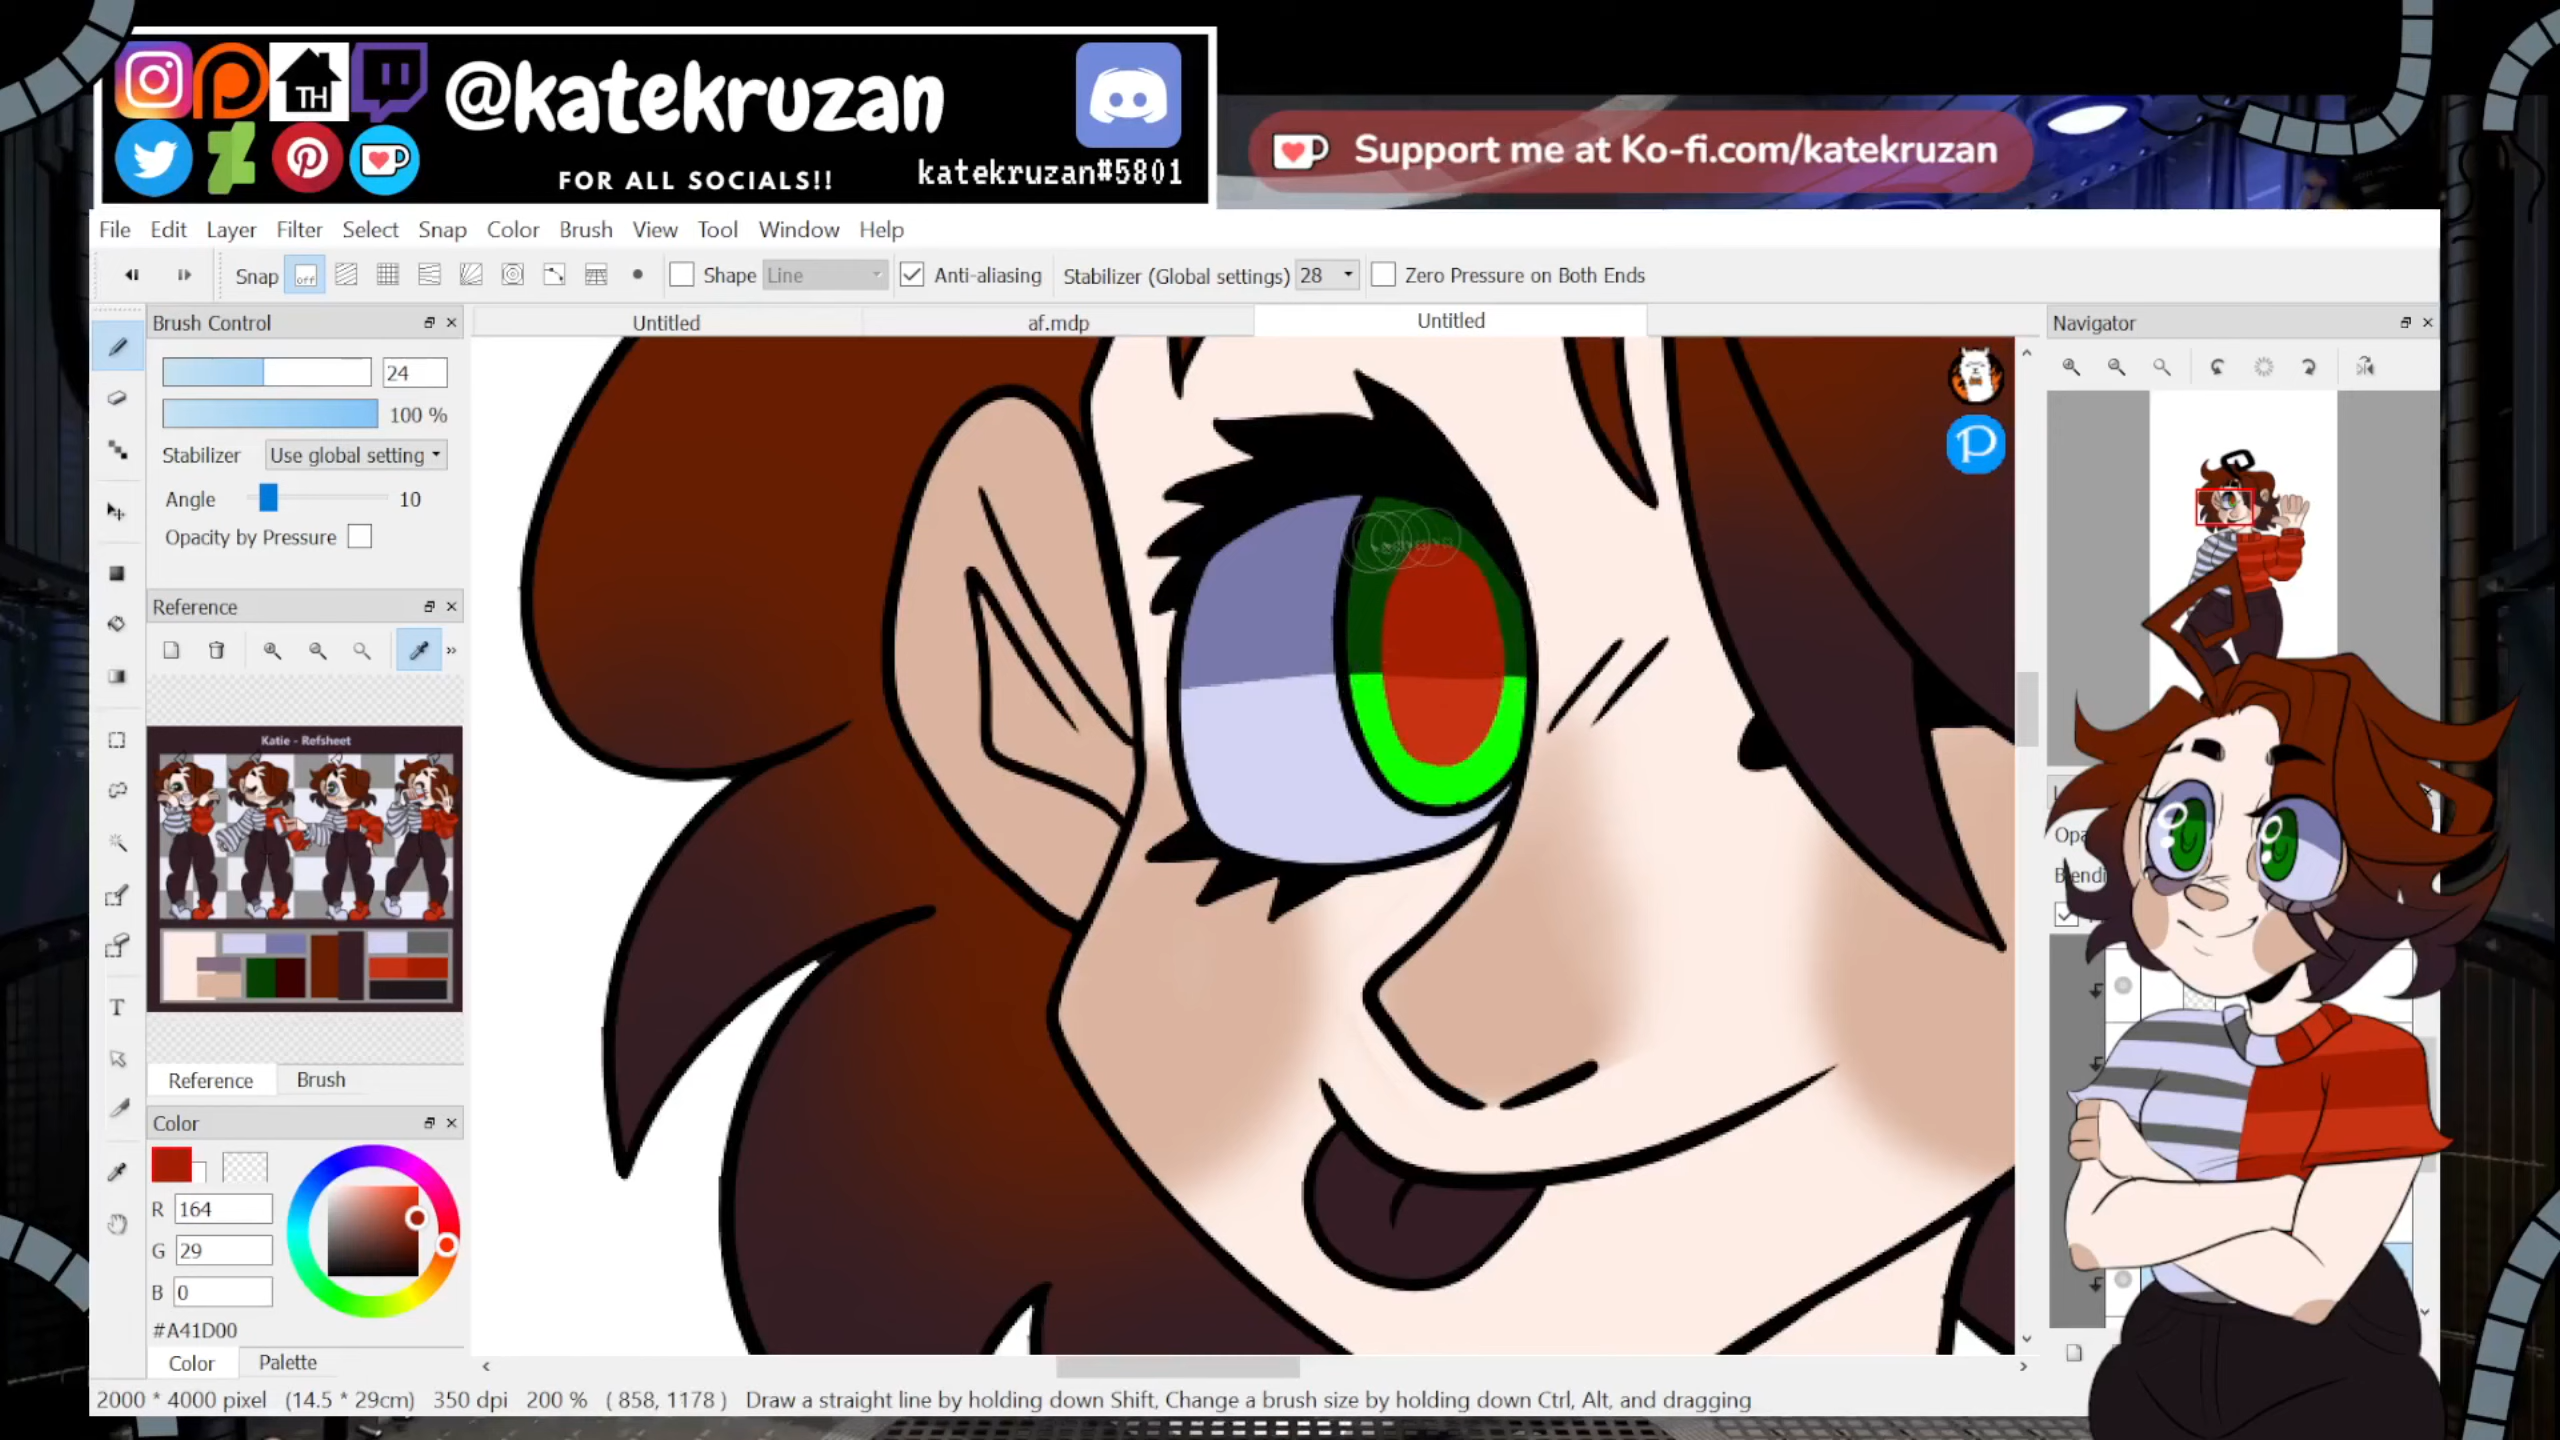 TH
@katekruzan
FOR ALL SOCIALS!!
katekruzan#5801
Support me at Ko-fi.com/katekruzan
File Edit Layer Filter Select Snap Color Brush View Tool Window Help
Snap off Shape Line Anti-aliasing Stabilizer (Global settings) 28 Zero Pressure on Both Ends
Brush Control
24
100 %
Stabilizer Use global setting
Angle 10
Opacity by Pressure
Reference
Katie - Refsheet
Reference Brush
Color
R 164
G 29
B 0
#A41D00
Color Palette
Untitled af.mdp Untitled
P
Navigator
Opa
Blendi
T
2000 * 4000 pixel (14.5 * 29cm) 350 dpi 200 % ( 858, 1178 ) Draw a straight line by holding down Shift, Change a brush size by holding down Ctrl, Alt, and dragging